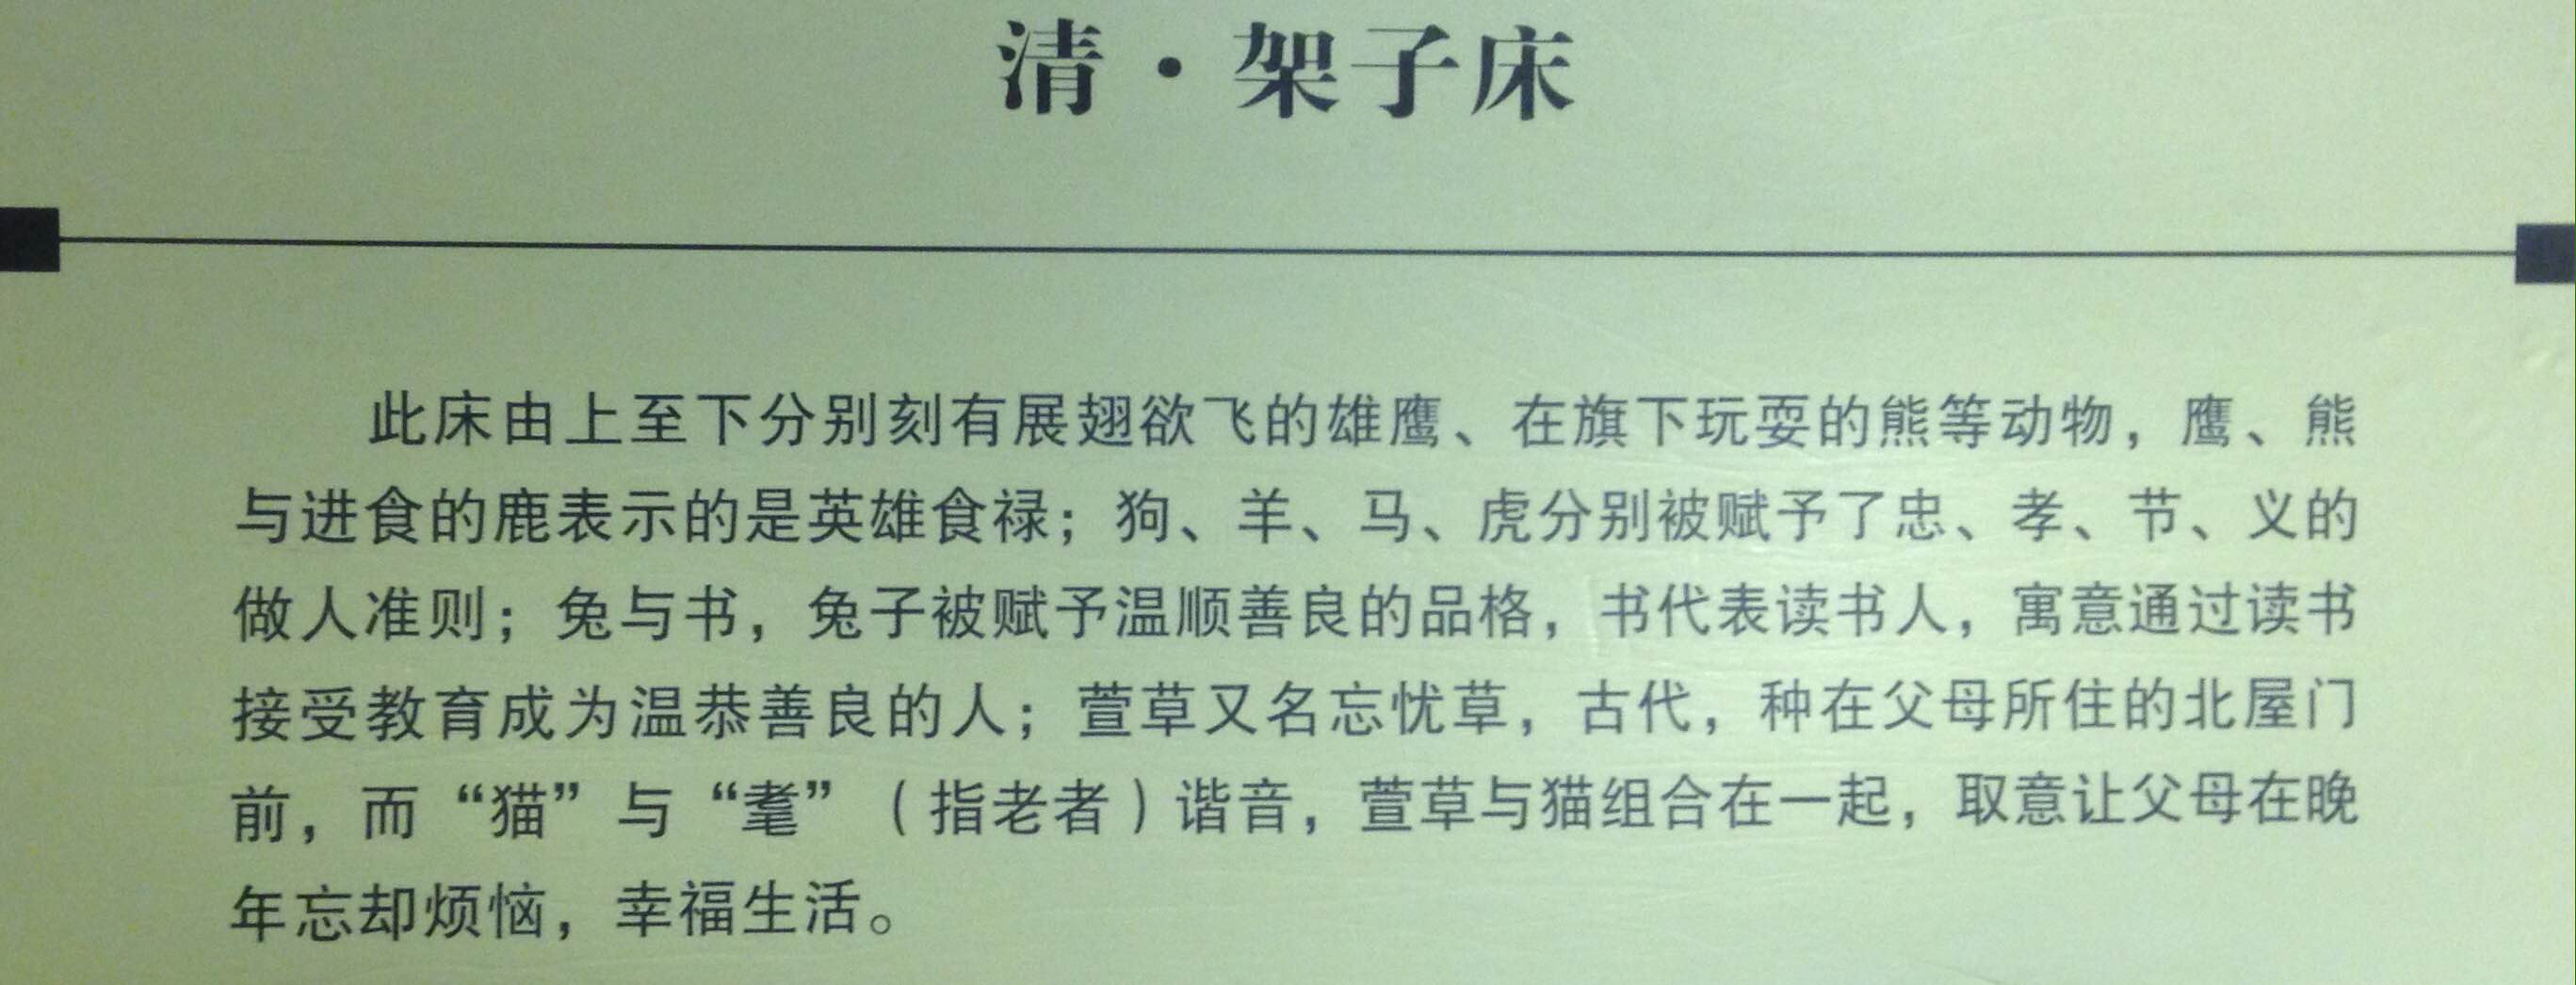 清·架子床
此床由上至下分别刻有展翅欲飞的雄鹰、在旗下玩耍的熊等动物，鹰、熊
与进食的鹿表示的是英雄食禄；狗、羊、马、虎分别被赋予了忠、孝、节、义的
做人准则；兔与书，兔子被赋予温顺善良的品格，书代表读书人，寓意通过读书
接受教育成为温恭善良的人；萱草又名忘忧草，古代，种在父母所住的北屋门
前，而“猫”与“耄”（指老者）谐音，萱草与猫组合在一起，取意让父母在晚
年忘却烦恼，幸福生活。